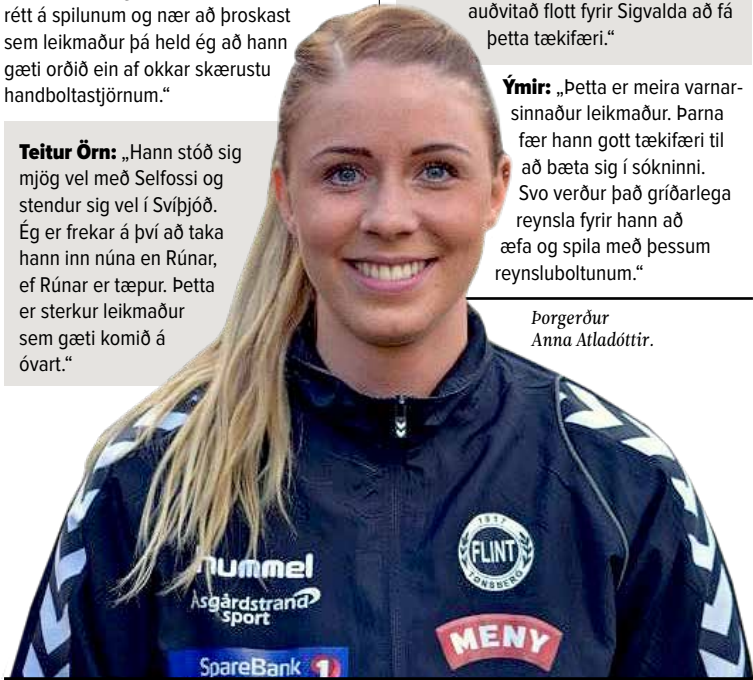 rétt á spilunum og nær að þroskast
sem leikmaður þá held ég að hann
gæti orðið ein af okkar skærustu
handboltastjörnum.“
Teitur Örn: „Hann stóð sig
mjög vel með Selfossi og
stendur sig vel í Svíþjóð.
Ég er frekar á því að taka
hann inn núna en Rúnar,
ef Rúnar er tæpur. Þetta
er sterkur leikmaður
sem gæti komið á
óvart.“
auðvitað flott fyrir Sigvalda að fá
þetta tækifæri.“
Ýmir: „Þetta er meira varnar-
sinnaður leikmaður. Þarna
fær hann gott tækifæri til
að bæta sig í sókninni.
Svo verður það gríðarlega
reynsla fyrir hann að
æfa og spila með þessum
reynsluboltunum.“
Þorgerður
Anna Atladóttir.
hummel
Åsgårdstrand
sport
SpareBank 1
1917
FLINT
TØNSBERG
MENY